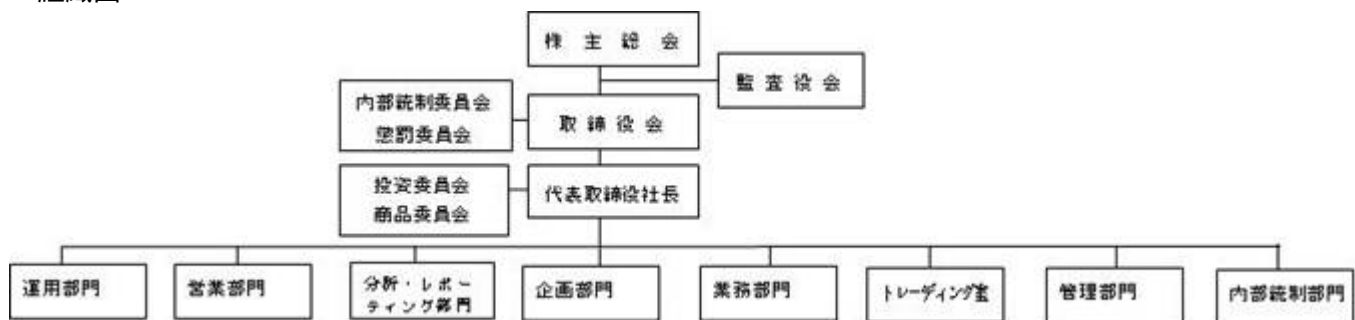 株主総会
監査役会
内部統制委員会
懲罰委員会
取締役会
投資委員会
商品委員会
代表取締役社長
運用部門
営業部門
分析・レポー
ティング部門
企画部門
業務部門
トレーディング室
管理部門
内部統制部門